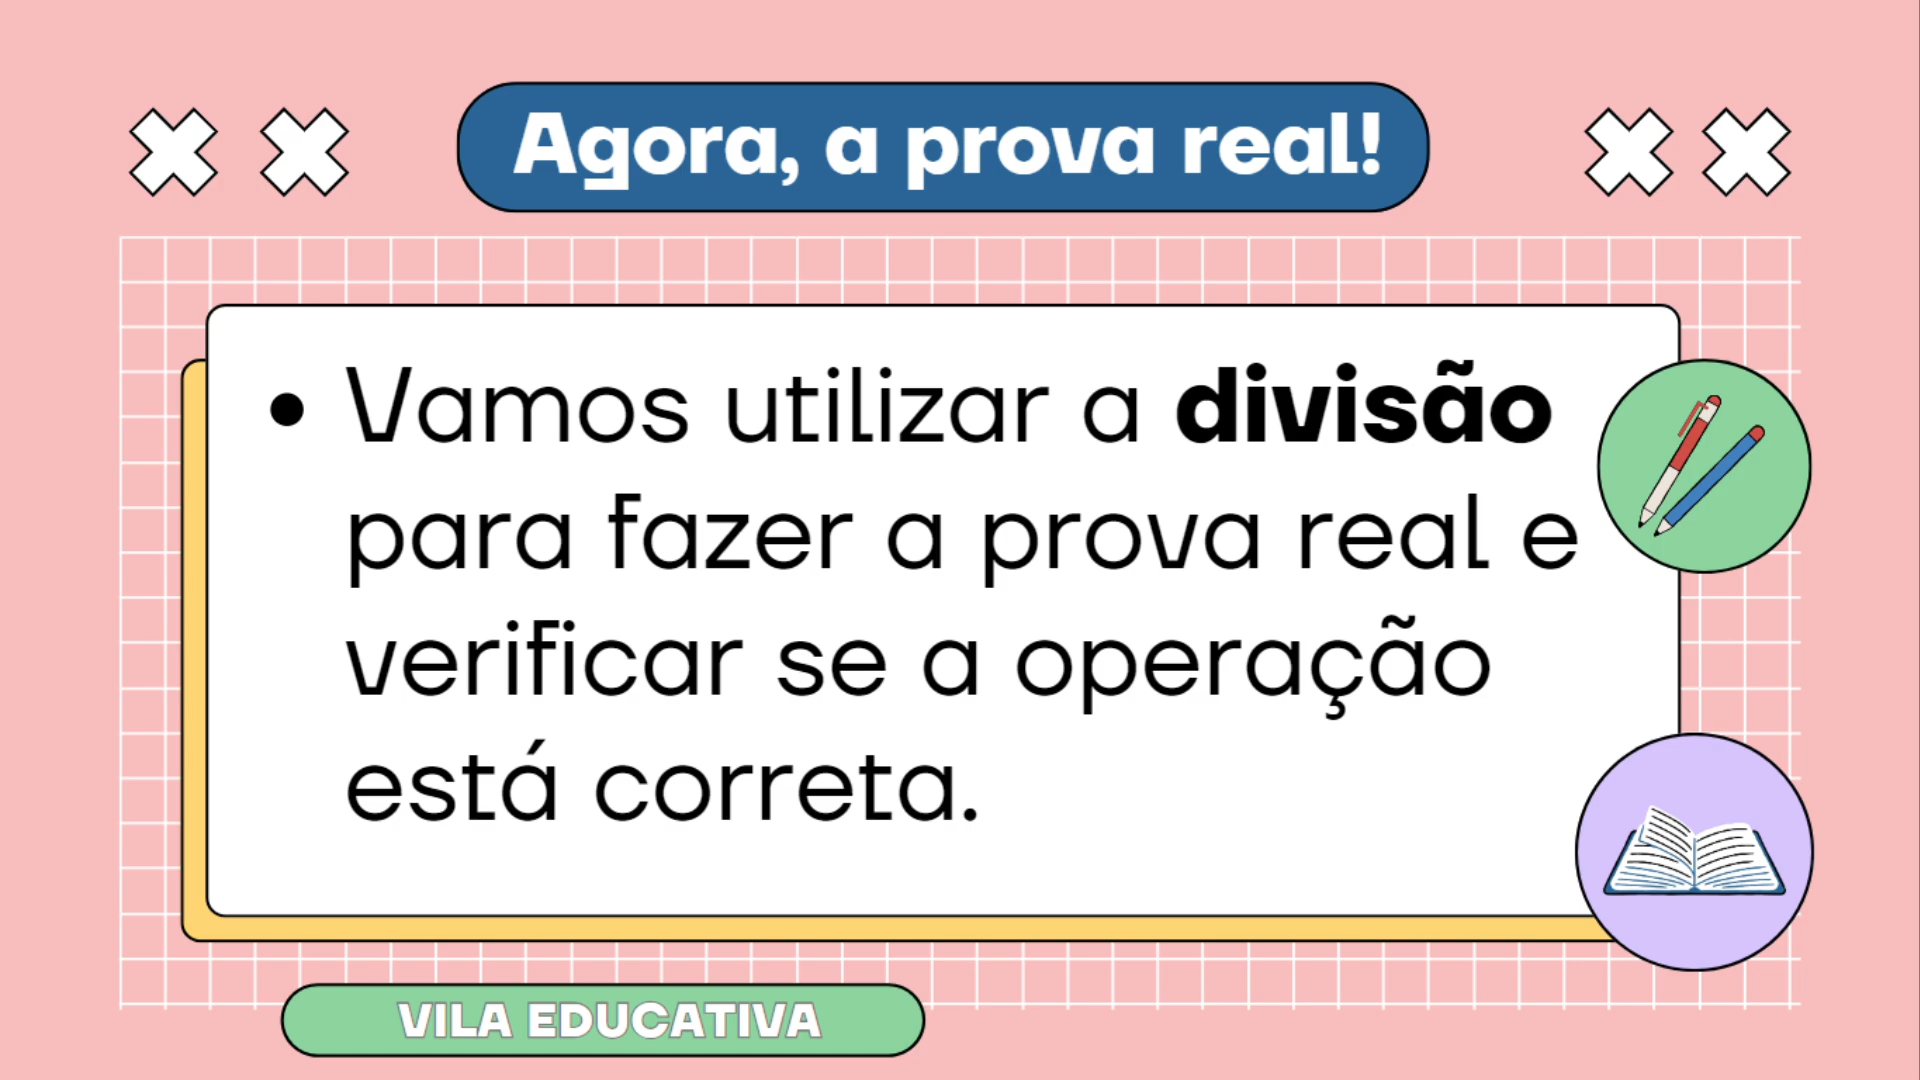 Agora, a prova real!
• Vamos utilizar a divisão
para fazer a prova real e
verificar se a operação
está correta.
VILA EDUCATIVA